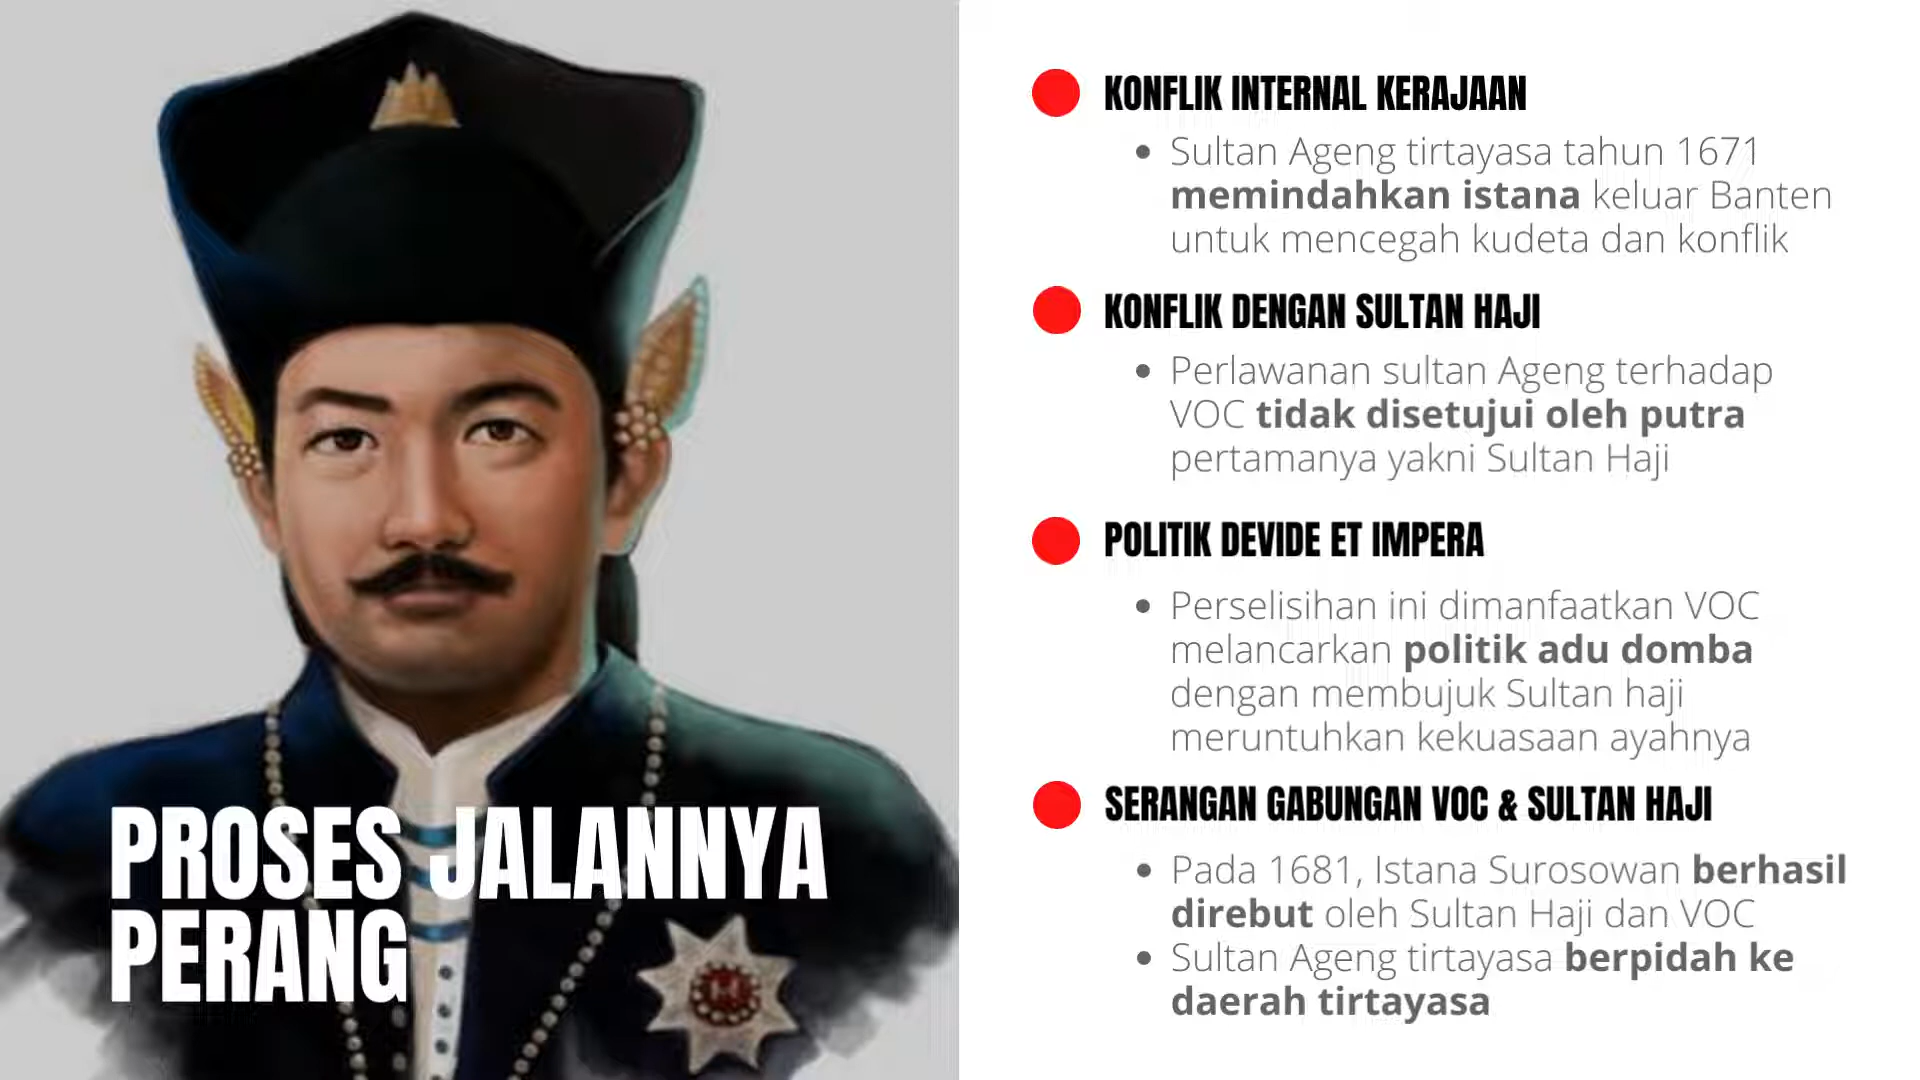 PROSES JALANNYA
PERANG
KONFLIK INTERNAL KERAJAAN
• Sultan Ageng tirtayasa tahun 1671
memindahkan istana keluar Banten
untuk mencegah kudeta dan konflik
KONFLIK DENGAN SULTAN HAJI
• Perlawanan sultan Ageng terhadap
VOC tidak disetujui oleh putra
pertamanya yakni Sultan Haji
POLITIK DEVIDE ET IMPERA
• Perselisihan ini dimanfaatkan VOC
melancarkan politik adu domba
dengan membujuk Sultan haji
meruntuhkan kekuasaan ayahnya
SERANGAN GABUNGAN VOC & SULTAN HAJI
• Pada 1681, Istana Surosowan berhasil
direbut oleh Sultan Haji dan VOC
• Sultan Ageng tirtayasa berpidah ke
daerah tirtayasa